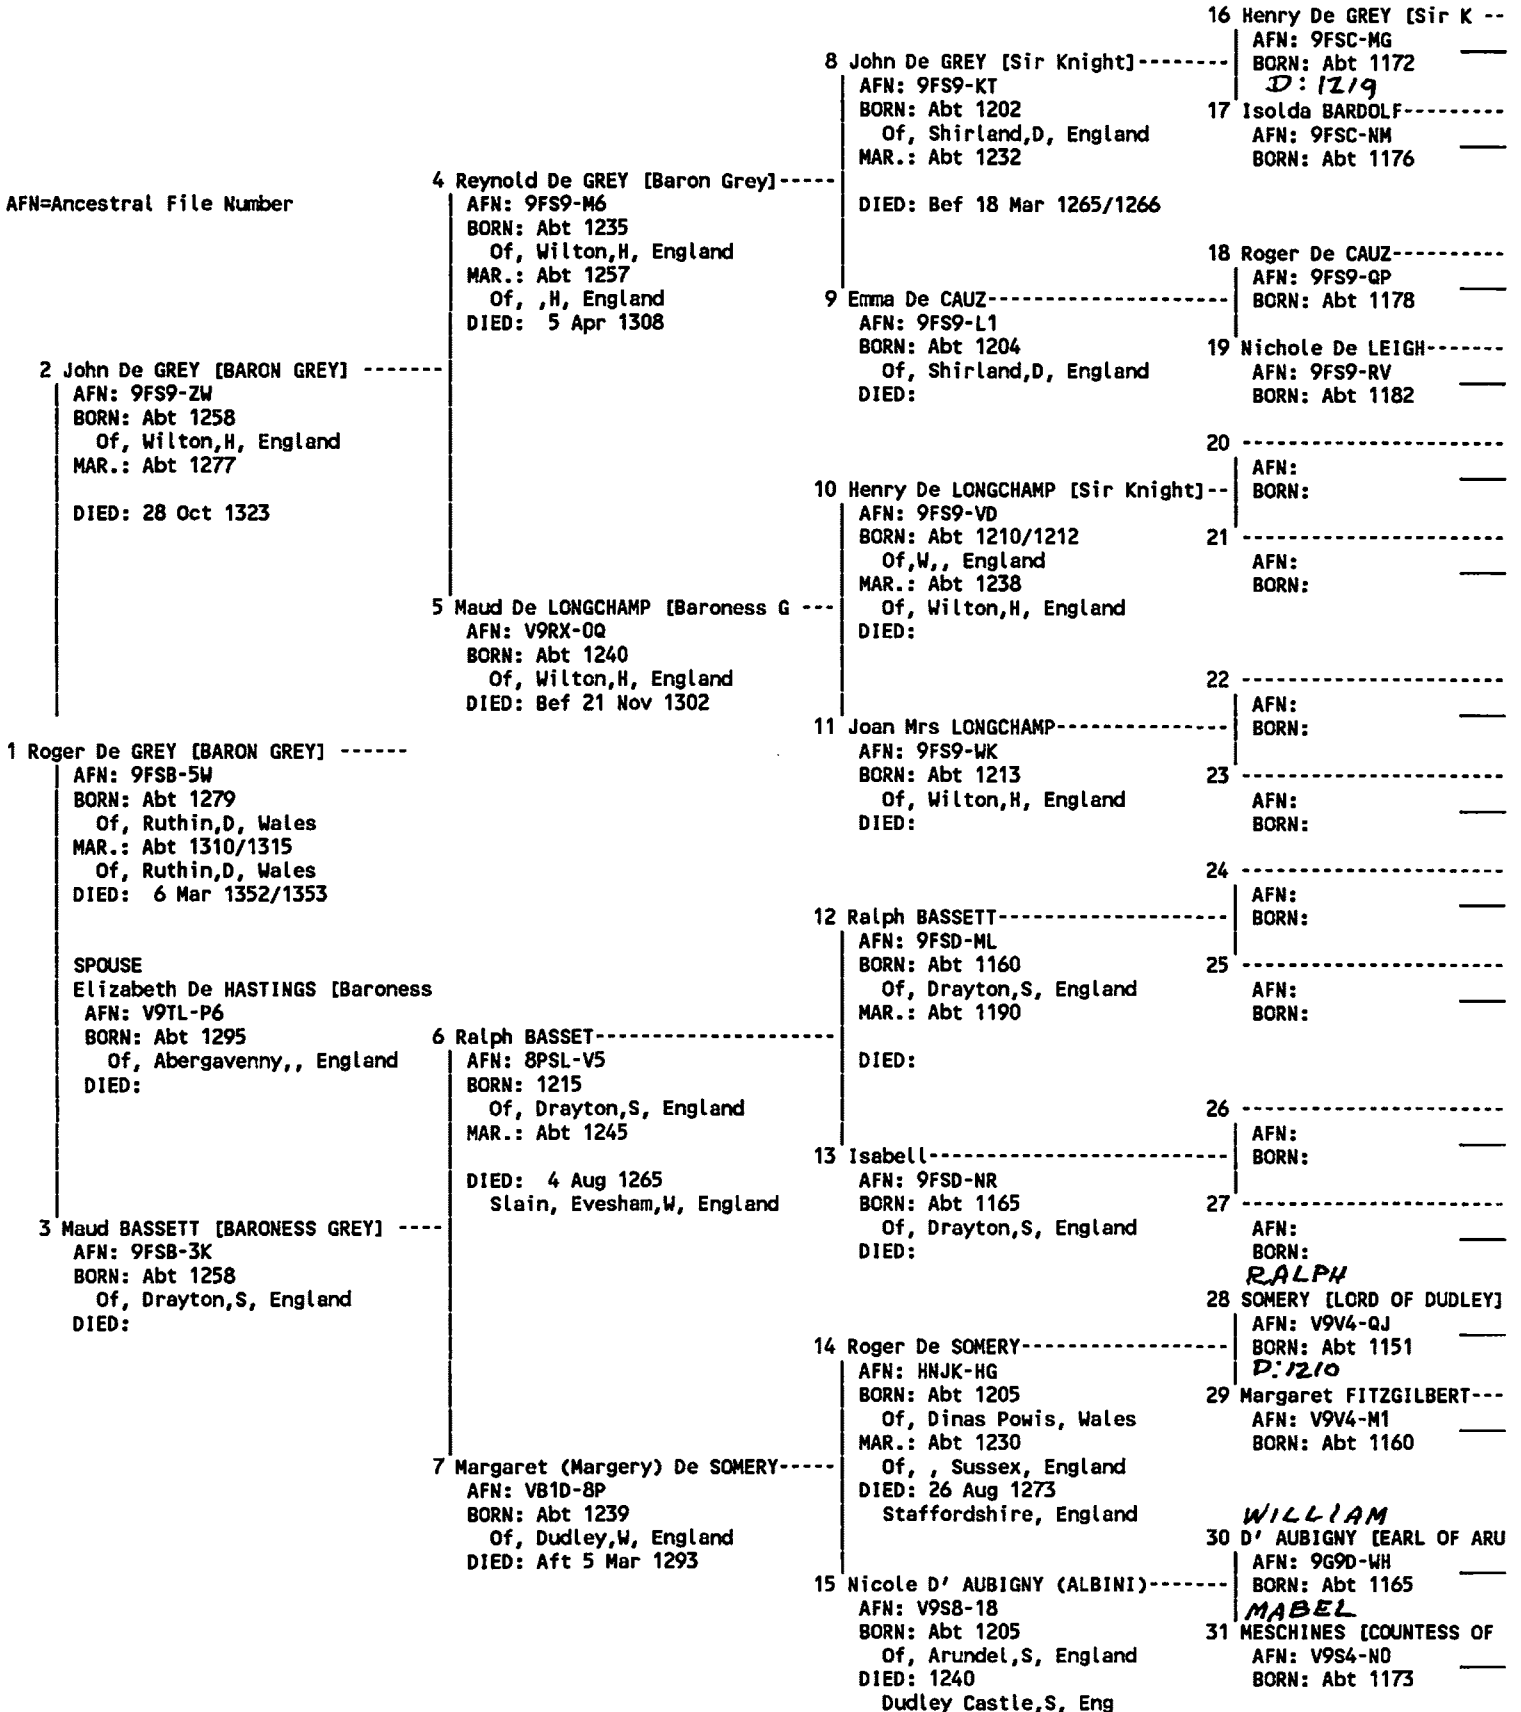 16 Henry De GREY [Sir K --
AFN: 9FSC-MG
BORN: Abt 1172
D: 1219
8 John De GREY [Sir Knight]--------
AFN: 9FS9-KT
BORN: Abt 1202
Of, Shirland,D, England
MAR.: Abt 1232
DIED: Bef 18 Mar 1265/1266
17 Isolda BARDOLF---------
AFN: 9FSC-NM
BORN: Abt 1176
4 Reynold De GREY [Baron Grey]-----
AFN: 9FS9-M6
BORN: Abt 1235
Of, Wilton,H, England
MAR.: Abt 1257
Of, ,H, England
DIED: 5 Apr 1308
AFN=Ancestral File Number
18 Roger De CAUZ----------
AFN: 9FS9-QP
BORN: Abt 1178
9 Emma De CAUZ--------------------
AFN: 9FS9-L1
BORN: Abt 1204
Of, Shirland,D, England
DIED:
19 Nichole De LEIGH-------
AFN: 9FS9-RV
BORN: Abt 1182
2 John De GREY [BARON GREY] -------
AFN: 9FS9-ZW
BORN: Abt 1258
Of, Wilton,H, England
MAR.: Abt 1277
DIED: 28 Oct 1323
20 -----------------------
AFN:
BORN:
10 Henry De LONGCHAMP [Sir Knight]--
AFN: 9FS9-VD
BORN: Abt 1210/1212
Of,W,, England
MAR.: Abt 1238
Of, Wilton,H, England
DIED:
21 -----------------------
AFN:
BORN:
5 Maud De LONGCHAMP [Baroness G ---
AFN: V9RX-0Q
BORN: Abt 1240
Of, Wilton,H, England
DIED: Bef 21 Nov 1302
22 -----------------------
AFN:
BORN:
11 Joan Mrs LONGCHAMP--------------
AFN: 9FS9-WK
BORN: Abt 1213
Of, Wilton,H, England
DIED:
23 -----------------------
AFN:
BORN:
1 Roger De GREY [BARON GREY] ------
AFN: 9FSB-5W
BORN: Abt 1279
Of, Ruthin,D, Wales
MAR.: Abt 1310/1315
Of, Ruthin,D, Wales
DIED: 6 Mar 1352/1353
SPOUSE
Elizabeth De HASTINGS [Baroness
AFN: V9TL-P6
BORN: Abt 1295
Of, Abergavenny,, England
DIED:
24 -----------------------
AFN:
BORN:
12 Ralph BASSETT-------------------
AFN: 9FSD-ML
BORN: Abt 1160
Of, Drayton,S, England
MAR.: Abt 1190
DIED:
25 -----------------------
AFN:
BORN:
6 Ralph BASSET--------------------
AFN: 8PSL-V5
BORN: 1215
Of, Drayton,S, England
MAR.: Abt 1245
DIED: 4 Aug 1265
Slain, Evesham,W, England
26 -----------------------
AFN:
BORN:
13 Isabell-------------------------
AFN: 9FSD-NR
BORN: Abt 1165
Of, Drayton,S, England
DIED:
27 -----------------------
AFN:
BORN:
3 Maud BASSETT [BARONESS GREY] ----
AFN: 9FSB-3K
BORN: Abt 1258
Of, Drayton,S, England
DIED:
RALPH
28 SOMERY [LORD OF DUDLEY]
AFN: V9V4-QJ
BORN: Abt 1151
D: 1210
14 Roger De SOMERY-----------------
AFN: HNJK-HG
BORN: Abt 1205
Of, Dinas Powis, Wales
MAR.: Abt 1230
Of, , Sussex, England
DIED: 26 Aug 1273
Staffordshire, England
29 Margaret FITZGILBERT---
AFN: V9V4-M1
BORN: Abt 1160
7 Margaret (Margery) De SOMERY-----
AFN: VB1D-8P
BORN: Abt 1239
Of, Dudley,W, England
DIED: Aft 5 Mar 1293
WILLIAM
30 D' AUBIGNY [EARL OF ARU
AFN: 9G9D-WH
BORN: Abt 1165
15 Nicole D' AUBIGNY (ALBINI)-------
AFN: V9S8-18
BORN: Abt 1205
Of, Arundel,S, England
DIED: 1240
Dudley Castle,S, Eng
MABEL
31 MESCHINES [COUNTESS OF
AFN: V9S4-N0
BORN: Abt 1173